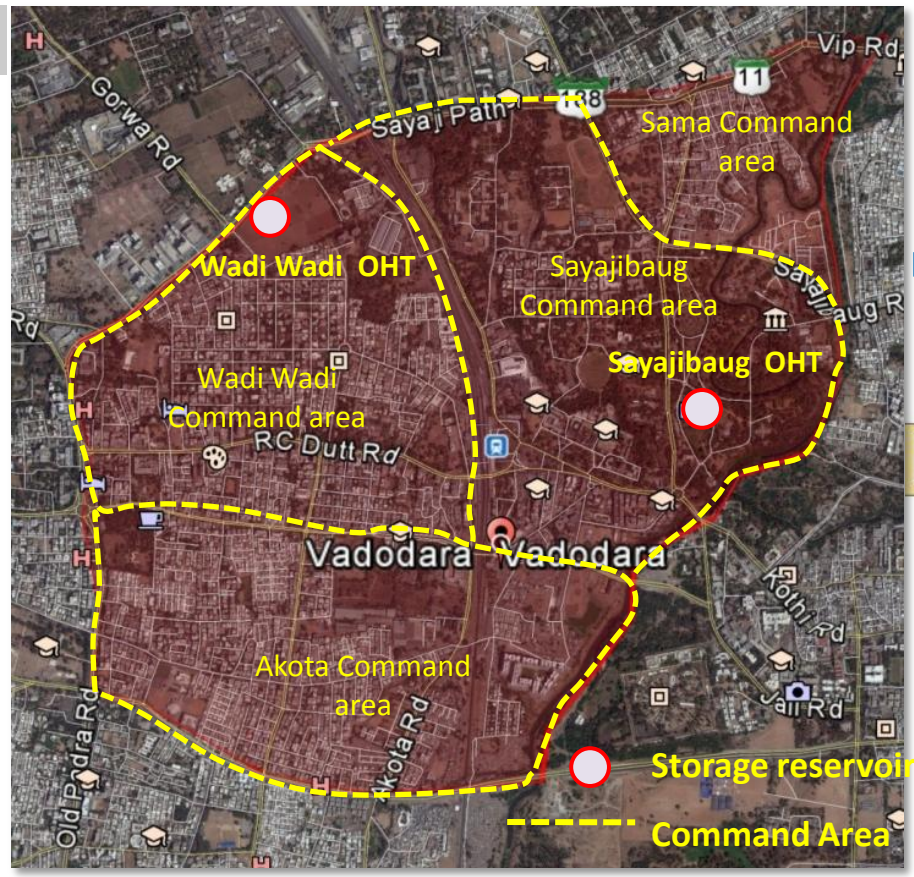 H
Vip Rd
Gorwa Rd
138
11
Sayaj Path
Sama Command
area
Wadi Wadi OHT
Sayajibaug
Command area
Rd
Sayajibaug OHT
Wadi Wadi
Command area
H
RC Dutt Rd
Vadodara
Vadodara
H
Kothi Rd
Akota Command
area
Jail Rd
Akota Rd
Old Padra Rd
H
Storage reservoir
Command Area
H